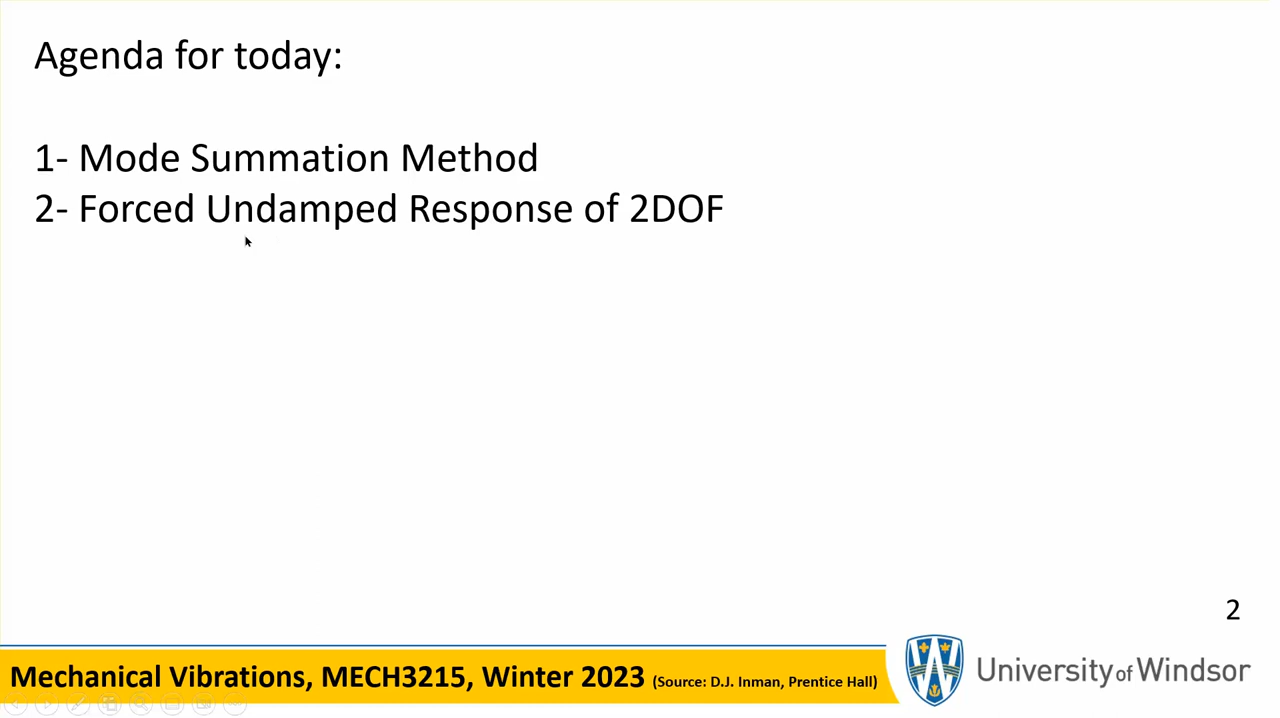 Agenda for today:
1- Mode Summation Method
2- Forced Undamped Response of 2DOF
2
Mechanical Vibrations, MECH3215, Winter 2023 (Source: D.J. Inman, Prentice Hall)
University of Windsor